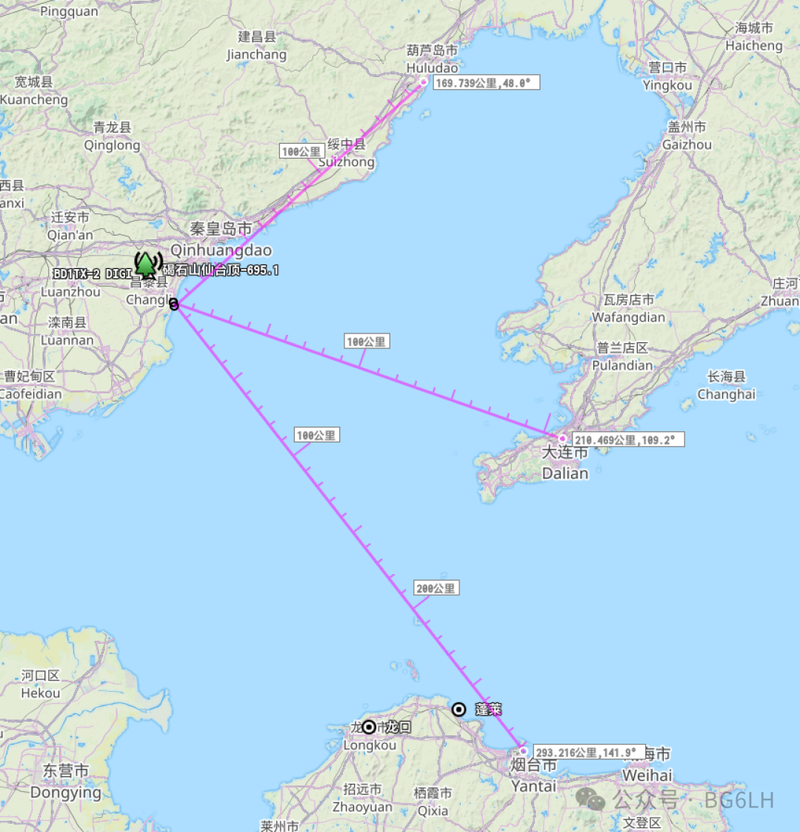 Pingquan
建昌县
Jianchang
葫芦岛市
Huludao
169.739公里,48.0°
海城市
Haicheng
营口市
Yingkou
宽城县
Kuancheng
青龙县
Qinglong
100公里
绥中县
Suizhong
盖州市
Gaizhou
西县
anxi
迁安市
Qian'an
秦皇岛市
Qinhuangdao
BD1TX-2 DIGI
碣石山仙台顶-695.1
Luanzhou
昌黎县
Changli
an
滦南县
Luannan
庄河
Zhuan
瓦房店市
Wafangdian
100公里
普兰店区
Pulandian
曹妃甸区
Caofeidian
长海县
Changhai
100公里
210.469公里,109.2°
大连市
Dalian
200公里
河口区
Hekou
蓬莱
龙口
Longkou
293.216公里,141.9°
烟台市
Yantai
海市
Weihai
东营市
Dongying
招远市
Zhaoyuan
栖霞市
Qixia
公众号 · BG6LH
莱州市
文登区